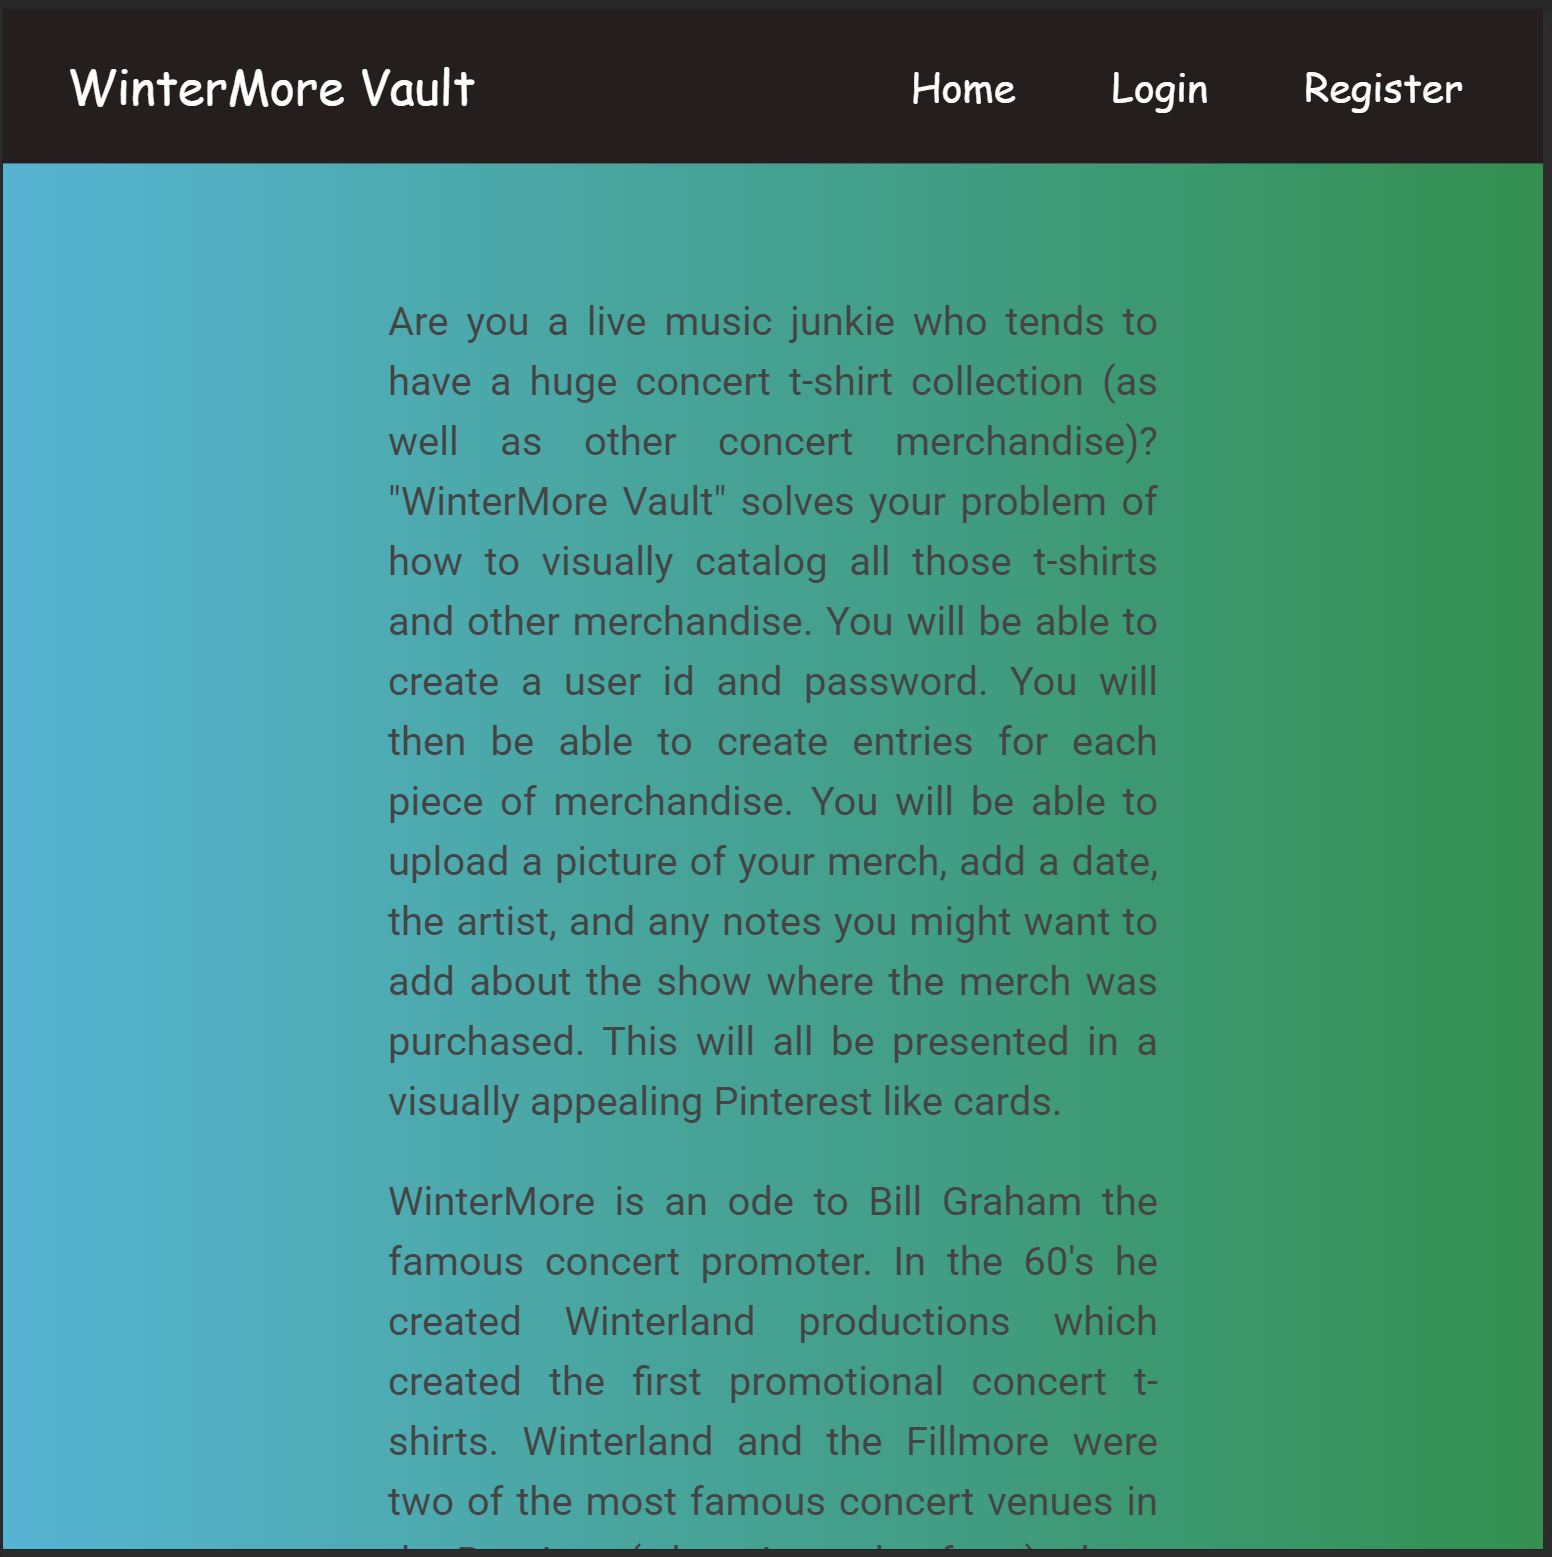 WinterMore Vault
Home Login Register
Are you a live music junkie who tends to
have a huge concert t-shirt collection (as
well as other concert merchandise)?
"WinterMore Vault" solves your problem of
how to visually catalog all those t-shirts
and other merchandise. You will be able to
create a user id and password. You will
then be able to create entries for each
piece of merchandise. You will be able to
upload a picture of your merch, add a date,
the artist, and any notes you might want to
add about the show where the merch was
purchased. This will all be presented in a
visually appealing Pinterest like cards.
WinterMore is an ode to Bill Graham the
famous concert promoter. In the 60's he
created Winterland productions which
created the first promotional concert t-
shirts. Winterland and the Fillmore were
two of the most famous concert venues in